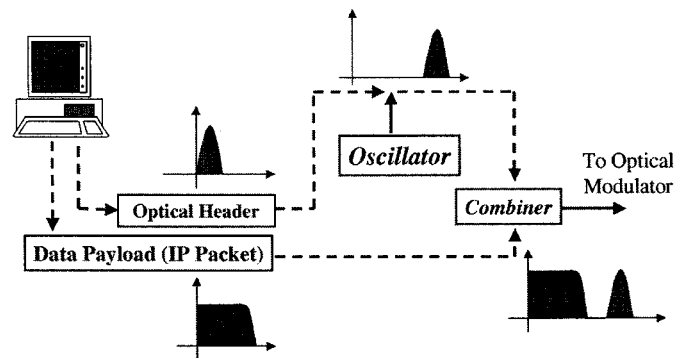 Oscillator
To Optical
Modulator
Optical Header
Combiner
Data Payload (IP Packet)